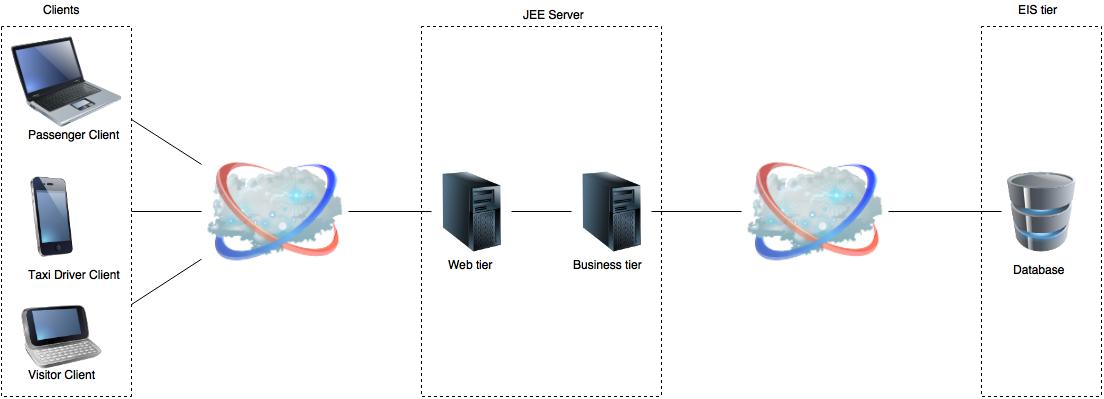 Clients
JEE Server
EIS tier
Passenger Client
Taxi Driver Client
Visitor Client
Web tier
Business tier
Database